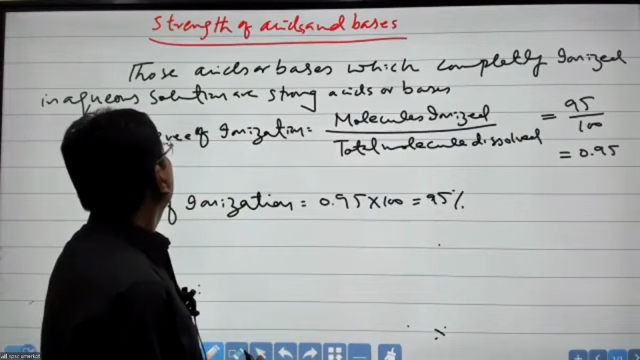 Strength of acids and bases
Those acids or bases which completly Ionized
in aqueous solution are strong acids or bases
of Ionization = Molecules Ionized / Total molecule dissolved = 95 / 100
= 0.95
of Ionization = 0.95 × 100 = 95%